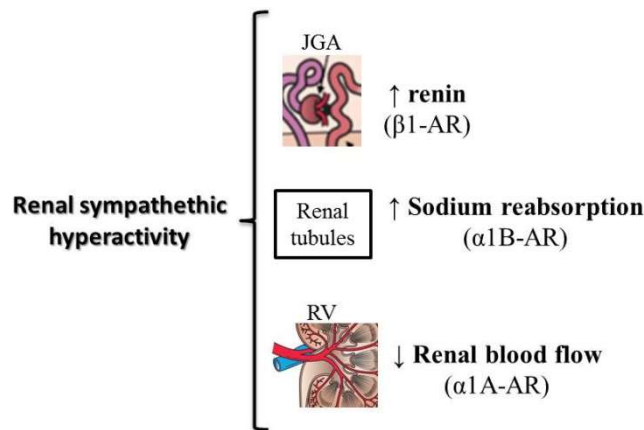 JGA
↑ renin
(β1-AR)
Renal sympathethic
hyperactivity
Renal
tubules
↑ Sodium reabsorption
(α1B-AR)
RV
↓ Renal blood flow
(α1A-AR)